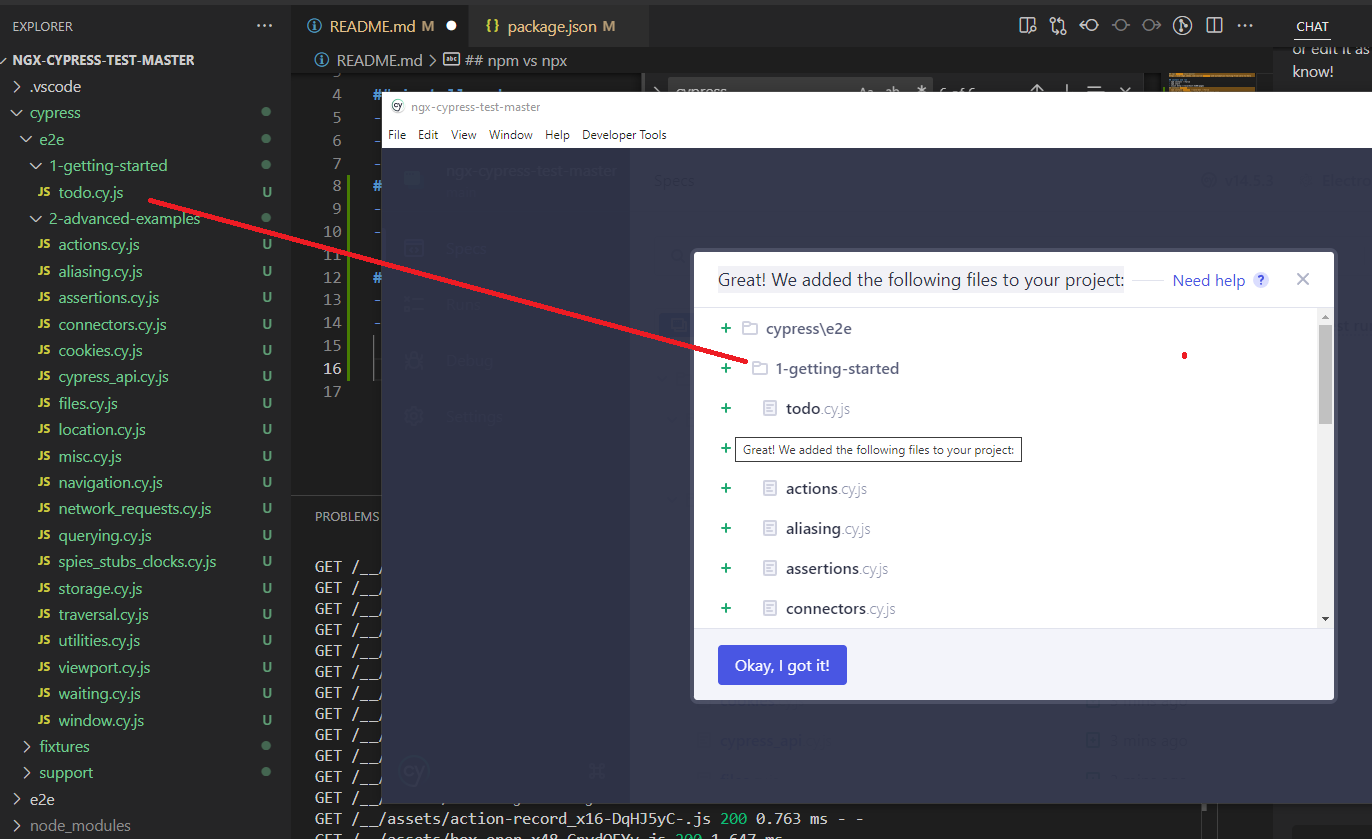 EXPLORER
NGX-CYPRESS-TEST-MASTER
.vscode
cypress
e2e
1-getting-started
JS todo.cy.js U
2-advanced-examples
JS actions.cy.js U
JS aliasing.cy.js U
JS assertions.cy.js U
JS connectors.cy.js U
JS cookies.cy.js U
JS cypress_api.cy.js U
JS files.cy.js U
JS location.cy.js U
JS misc.cy.js U
JS navigation.cy.js U
JS network_requests.cy.js U
JS querying.cy.js U
JS spies_stubs_clocks.cy.js U
JS storage.cy.js U
JS traversal.cy.js U
JS utilities.cy.js U
JS viewport.cy.js U
JS waiting.cy.js U
JS window.cy.js U
fixtures
support
e2e
node_modules
README.md M
{} package.json M
README.md > ## npm vs npx
4 ##
5 -
6 -
7 -
8 #
9 -
10 -
11
12 #
13 -
14 -
15
16
17
CHAT
or edit it as
know!
cy ngx-cypress-test-master
File Edit View Window Help Developer Tools
ngx-cypress-test-master
Specs
Great! We added the following files to your project:
Need help ?
+ cypress\e2e
+ 1-getting-started
+ todo.cy.js
+
Great! We added the following files to your project:
+ actions.cy.js
+ aliasing.cy.js
+ assertions.cy.js
+ connectors.cy.js
Okay, I got it!
cypress_api
cy
PROBLEMS
GET /__/
GET /__/
GET /__/
GET /__/
GET /__/
GET /__/
GET /__/
GET /__/
GET /__/
GET /__/
GET /__/
GET /__/
GET /__/assets/action-record_x16-DqHJ5yC-.js 200 0.763 ms - -